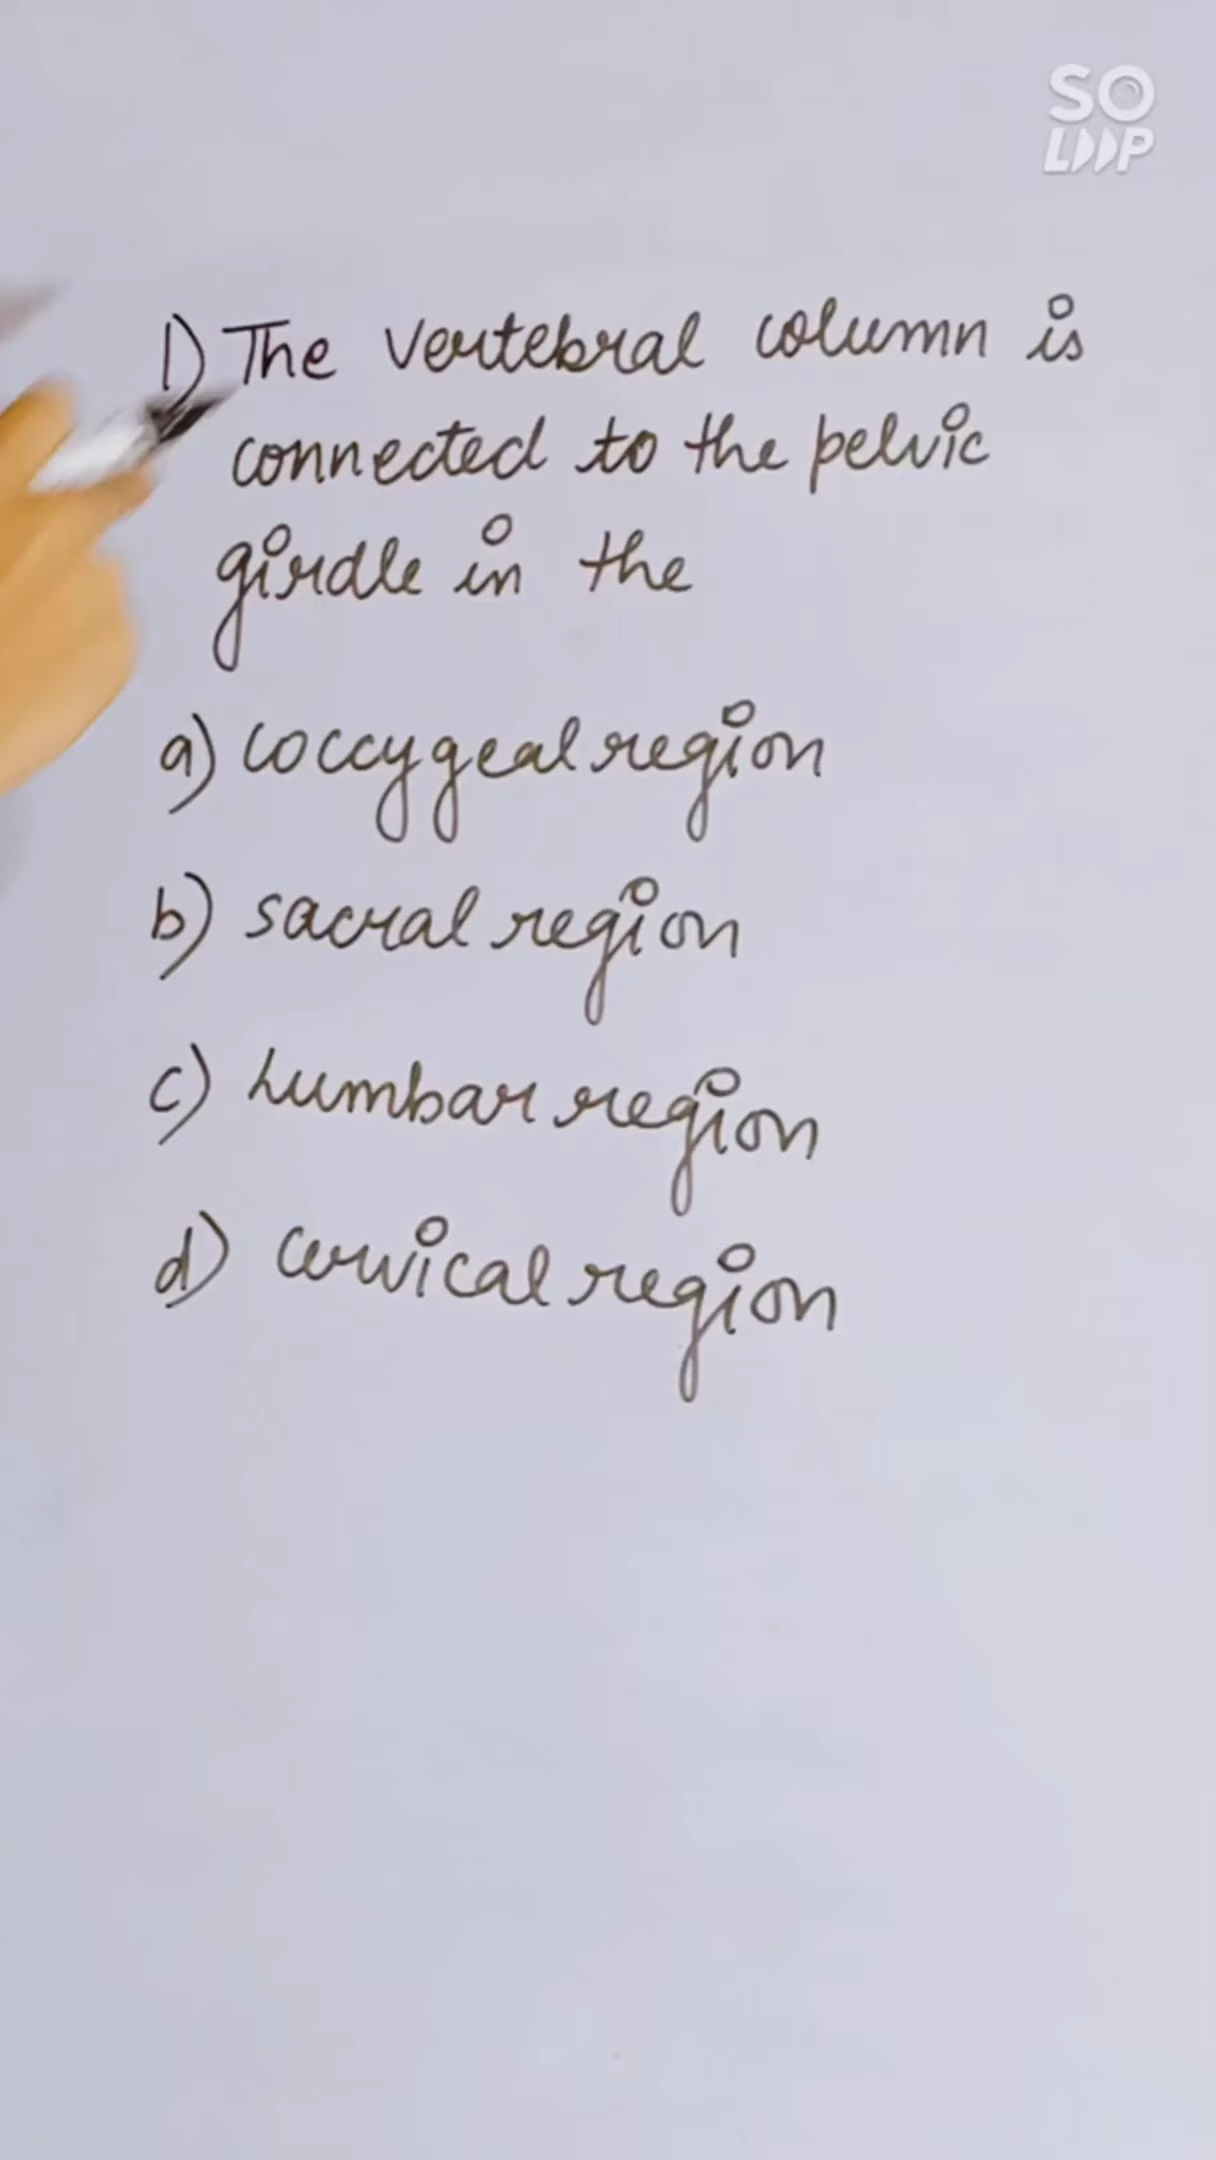 SO
LOOP
1) The vertebral column is
connected to the pelvic
girdle in the
a) coccygeal region
b) sacral region
c) Lumbar region
d) cervical region